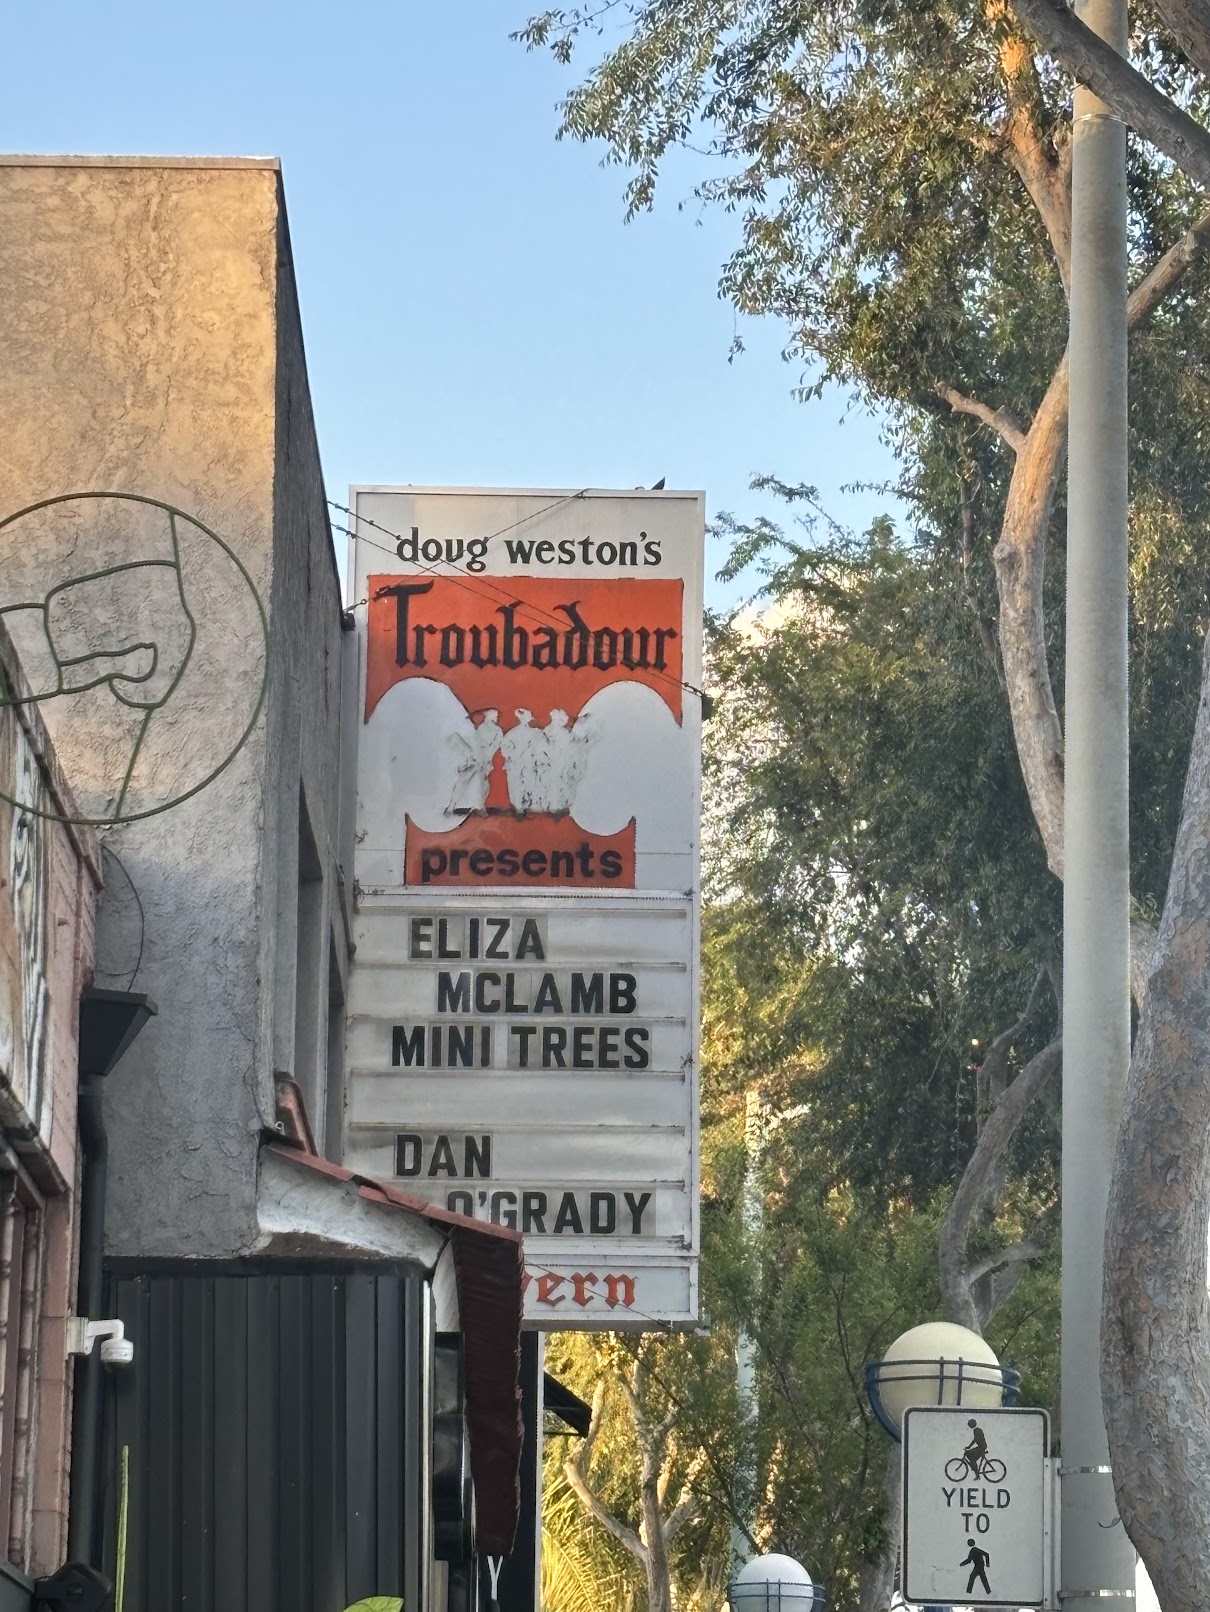 doug weston's
Troubadour
presents
ELIZA
MCLAMB
MINI TREES
DAN
O'GRADY
YIELD
TO